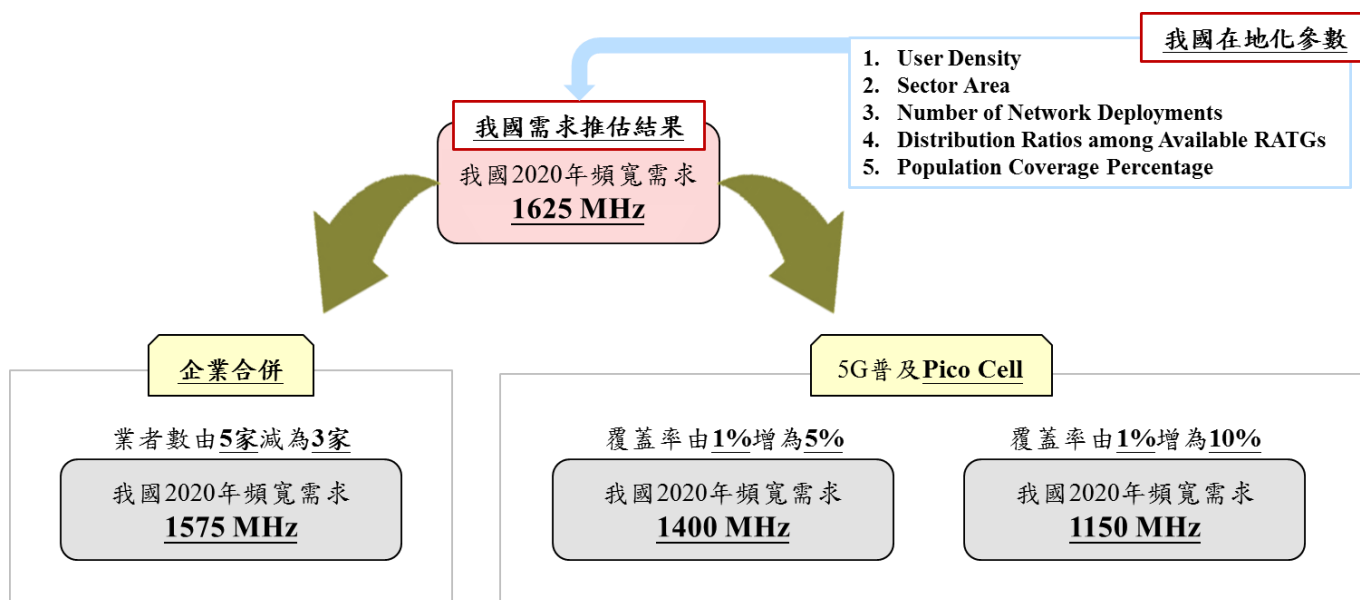 我國在地化參數
1. User Density
2. Sector Area
3. Number of Network Deployments
4. Distribution Ratios among Available RATGs
5. Population Coverage Percentage
我國需求推估結果
我國2020年頻寬需求
1625 MHz
企業合併
業者數由5家減為3家
我國2020年頻寬需求
1575 MHz
5G普及Pico Cell
覆蓋率由1%增為5%
我國2020年頻寬需求
1400 MHz
覆蓋率由1%增為10%
我國2020年頻寬需求
1150 MHz